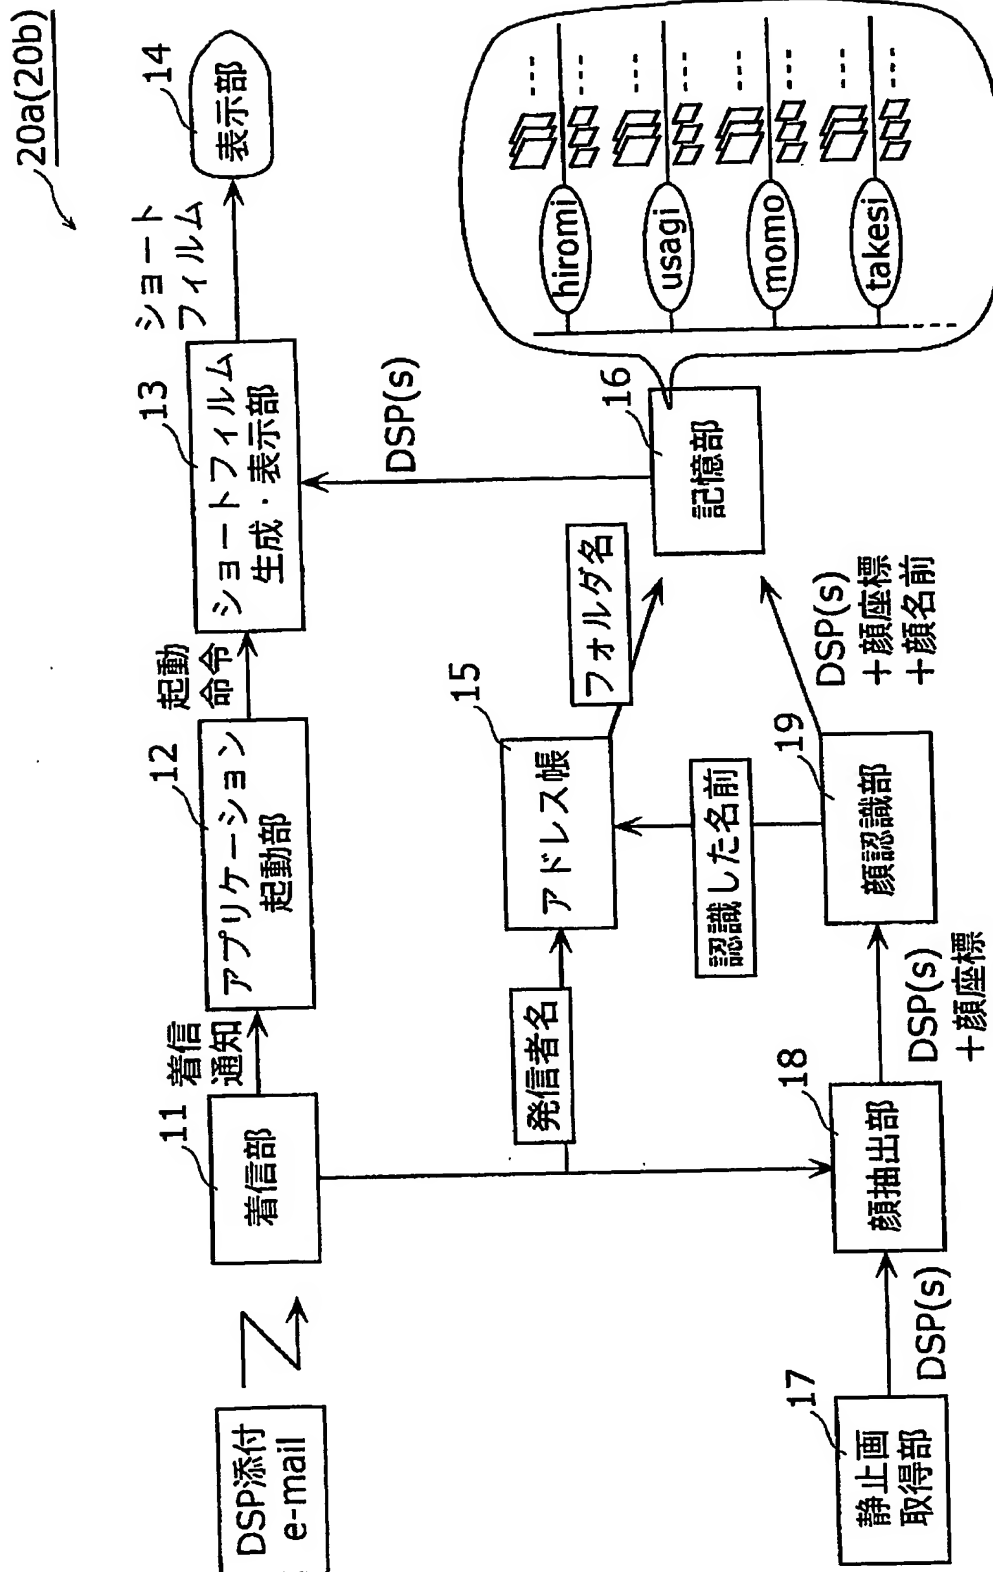 20a(20b)
DSP添付
e-mail
11
着信部
着信
通知
12
アプリケーション
起動部
起動
命令
13
ショートフィルム
生成・表示部
ショート
フィルム
14
表示部
発信者名
15
アドレス帳
フォルダ名
DSP(s)
16
記憶部
hiromi
usagi
momo
takesi
認識した名前
17
静止画
取得部
DSP(s)
18
顔抽出部
DSP(s)
+顔座標
19
顔認識部
DSP(s)
+顔座標
+顔名前